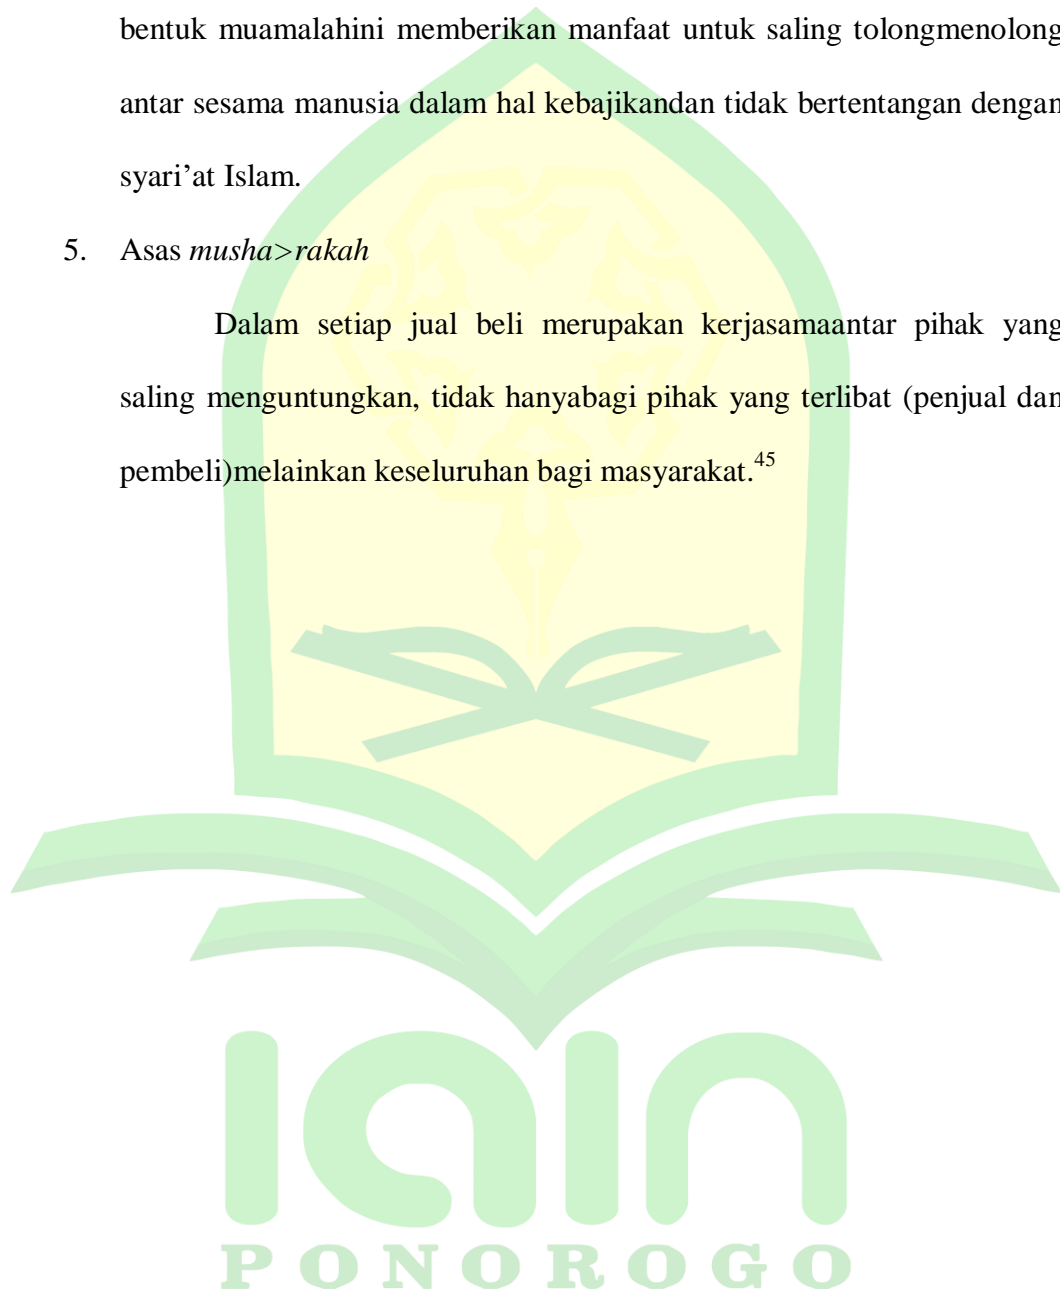 bentuk muamalahini memberikan manfaat untuk saling tolongmenolong
antar sesama manusia dalam hal kebajikandan tidak bertentangan dengan
syari’at Islam.
5. Asas musha>rakah
Dalam setiap jual beli merupakan kerjasamaantar pihak yang
saling menguntungkan, tidak hanyabagi pihak yang terlibat (penjual dan
pembeli)melainkan keseluruhan bagi masyarakat.45
IAIN
PONOROGO